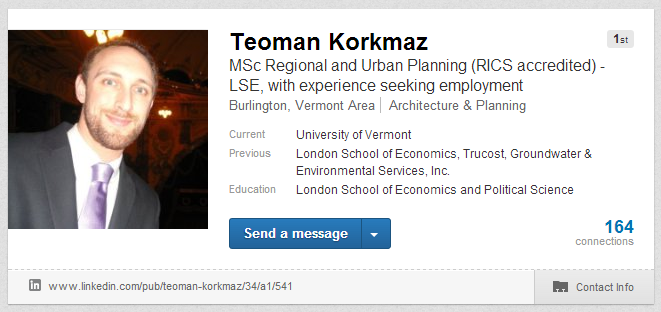 Teoman Korkmaz
1st
MSc Regional and Urban Planning (RICS accredited) -
LSE, with experience seeking employment
Burlington, Vermont Area | Architecture & Planning
Current University of Vermont
Previous London School of Economics, Trucost, Groundwater &
Environmental Services, Inc.
Education London School of Economics and Political Science
Send a message
164
connections
in www.linkedin.com/pub/teoman-korkmaz/34/a1/541
Contact Info